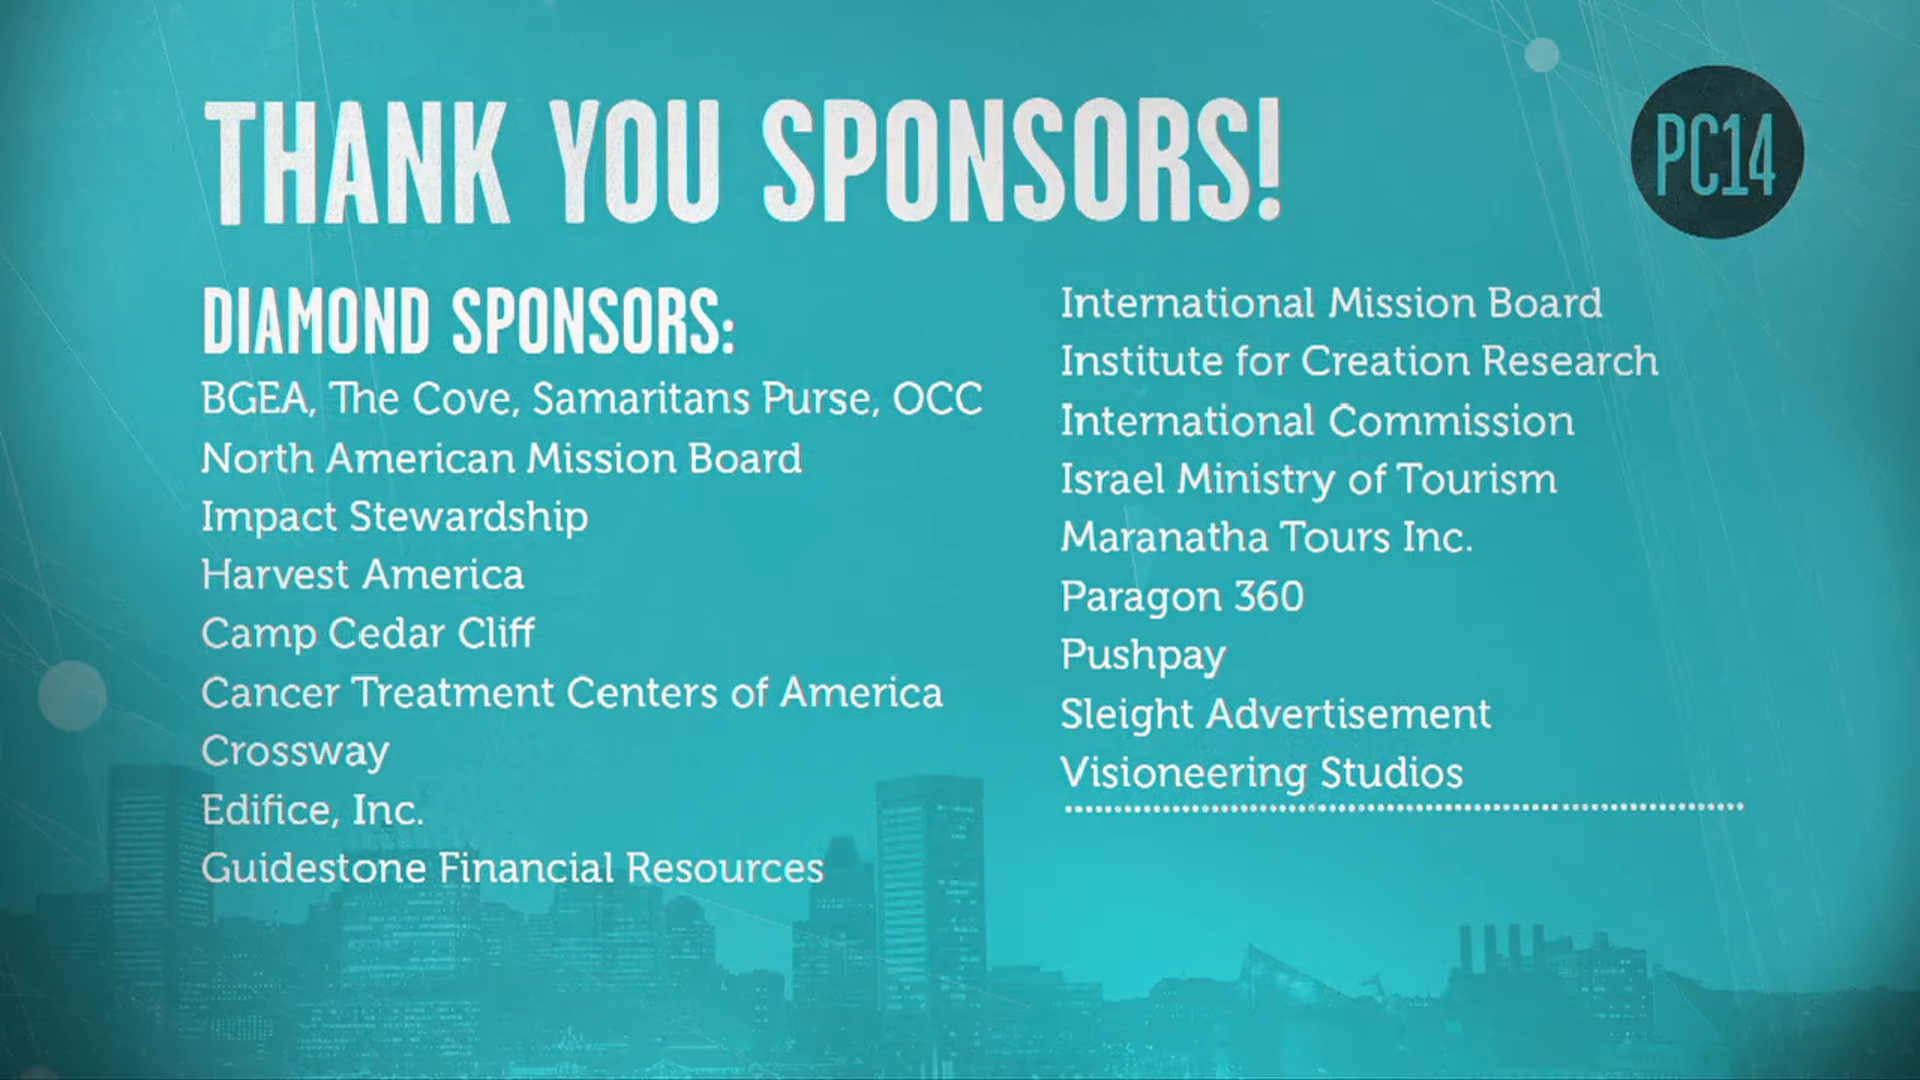 THANK YOU SPONSORS!
PC14
DIAMOND SPONSORS:
BGEA, The Cove, Samaritans Purse, OCC
North American Mission Board
Impact Stewardship
Harvest America
Camp Cedar Cliff
Cancer Treatment Centers of America
Crossway
Edifice, Inc.
Guidestone Financial Resources
International Mission Board
Institute for Creation Research
International Commission
Israel Ministry of Tourism
Maranatha Tours Inc.
Paragon 360
Pushpay
Sleight Advertisement
Visioneering Studios